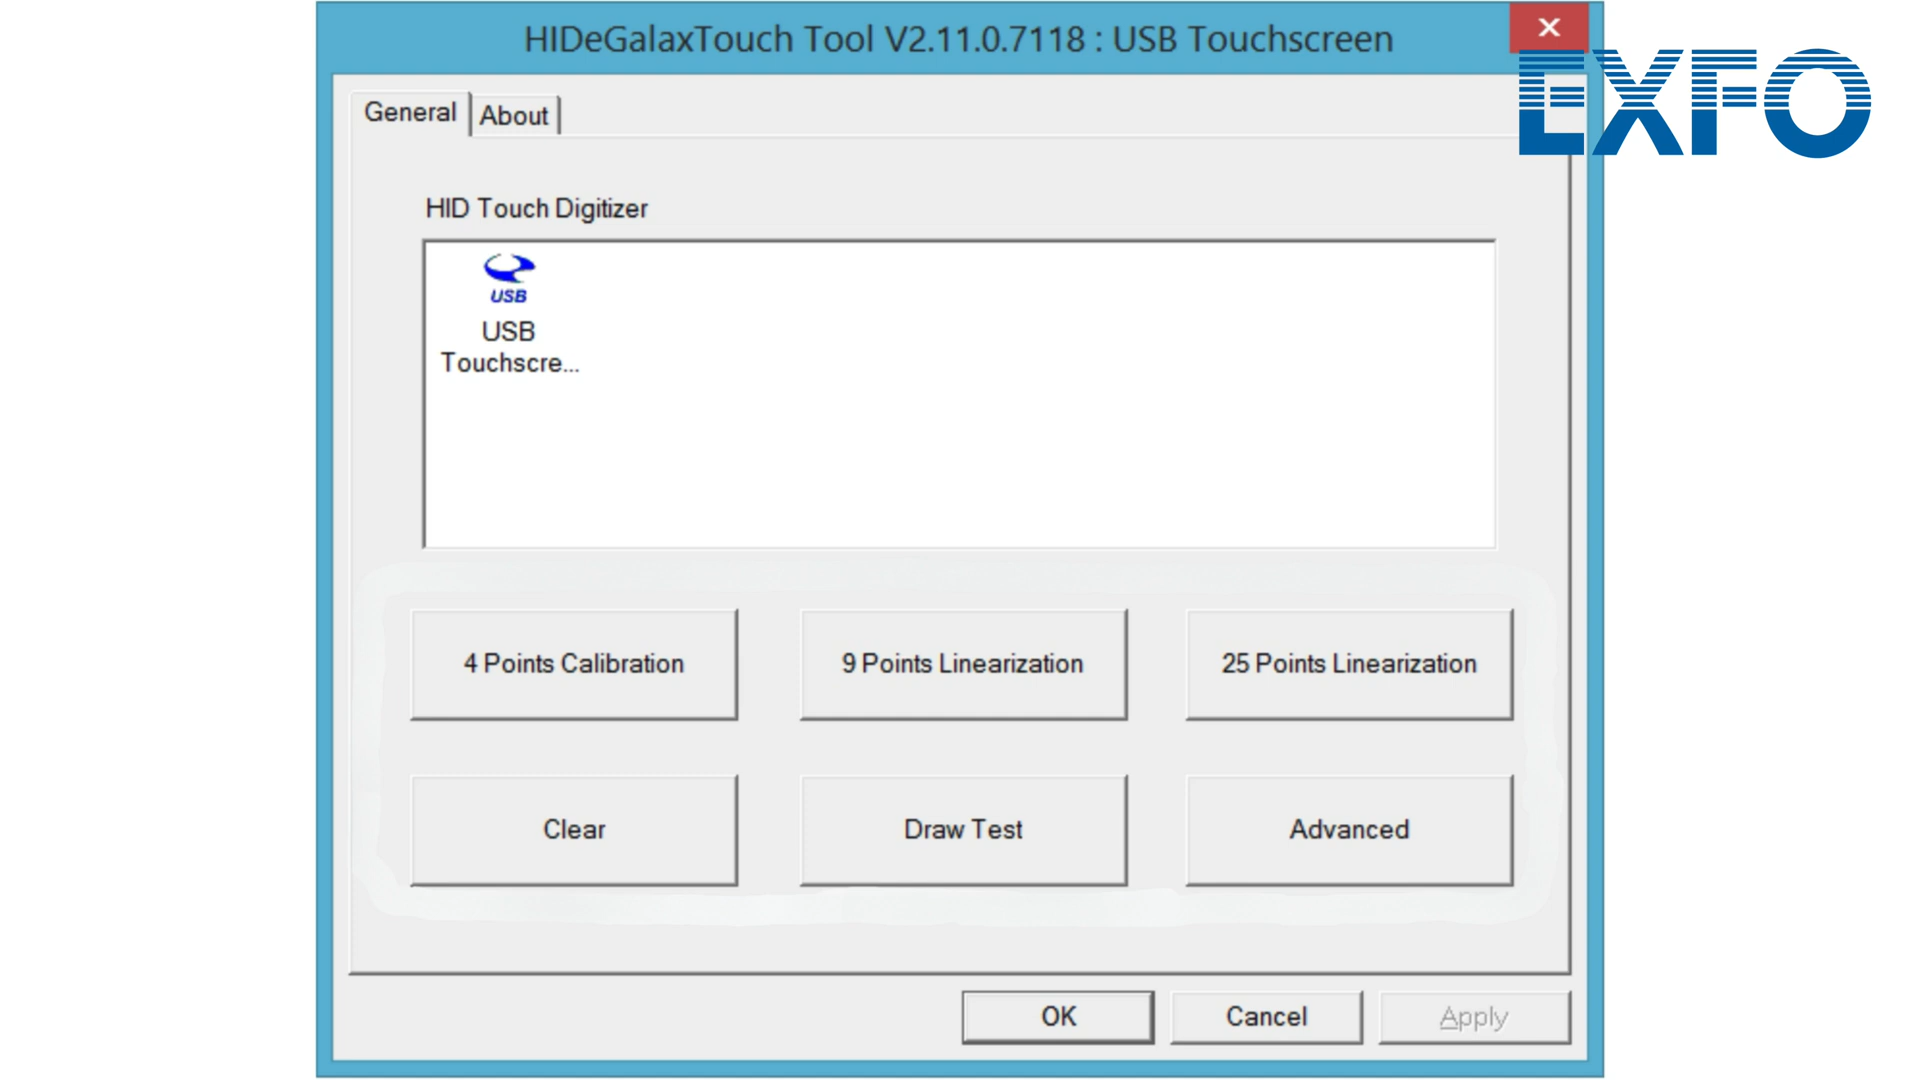 HIDeGalaxTouch Tool V2.11.0.7118 : USB Touchscreen
EXFO
General
About
HID Touch Digitizer
USB
USB
Touchscre...
4 Points Calibration
9 Points Linearization
25 Points Linearization
Clear
Draw Test
Advanced
OK
Cancel
Apply